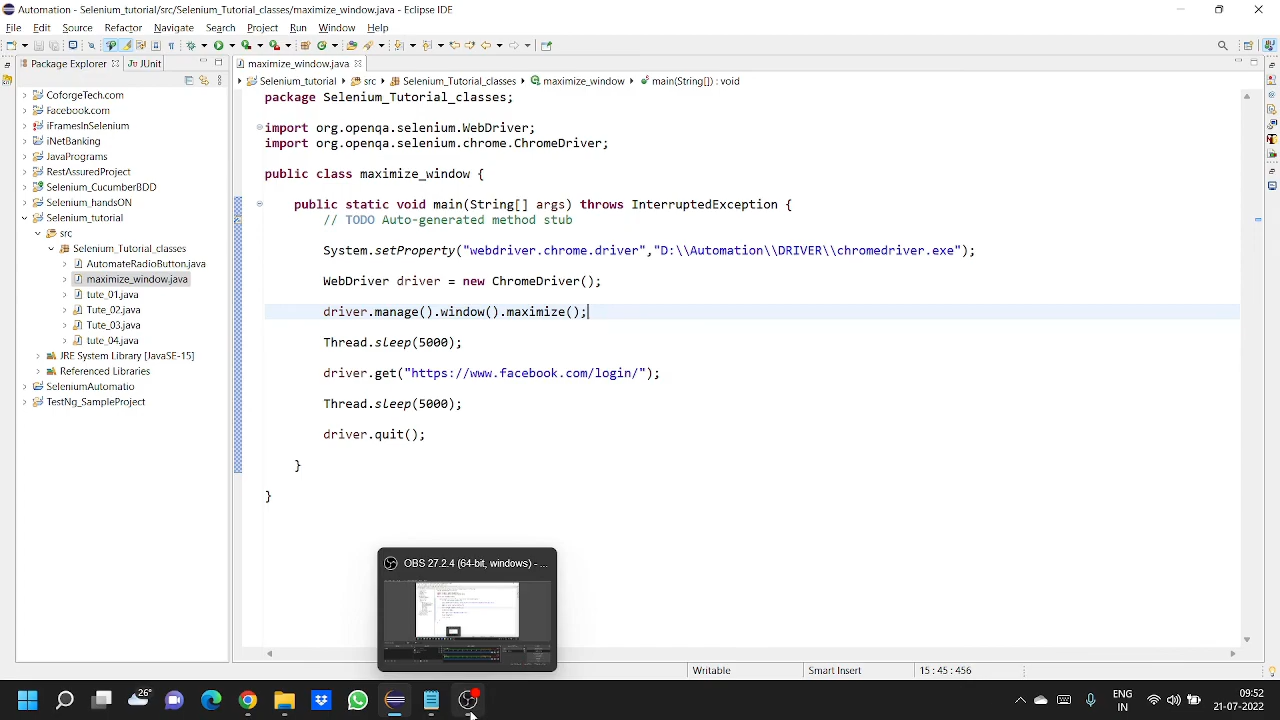 Automation - Selenium_tutorial/src/Selenium_Tutorial_classes/maximize_window.java - Eclipse IDE
File Edit Source Refactor Navigate Search Project Run Window Help
Package Explorer JUnit
maximize_window.java
Selenium_tutorial src Selenium_Tutorial_classes maximize_window main(String[]) : void
CoforgeTech.com
Facebook.com
iFramesInSelenium
iNetBanking
JavaPrograms
RestAssuredProject
Selenium_CucumberBDD
Selenium_handsON
Selenium_tutorial
src
Selenium_Tutorial_classes
AutomateRadioButton.java
maximize_window.java
tute_01.java
Tute_02.java
Tute_03.java
tute_04.java
JRE System Library [JavaSE-15]
Referenced Libraries
SeleniumAutomatio
TestNg_SampleProject
package Selenium_Tutorial_classes;
import org.openqa.selenium.WebDriver;
import org.openqa.selenium.chrome.ChromeDriver;
public class maximize_window {
public static void main(String[] args) throws InterruptedException {
// TODO Auto-generated method stub
System.setProperty("webdriver.chrome.driver","D:\\Automation\\DRIVER\\chromedriver.exe");
WebDriver driver = new ChromeDriver();
driver.manage().window().maximize();
Thread.sleep(5000);
driver.get("https://www.facebook.com/login/");
Thread.sleep(5000);
driver.quit();
}
}
OBS 27.2.4 (64-bit, windows) - ...
Writable Smart Insert 15 : 45 : 456
26°
ENG
IN
09:52
21-07-2022